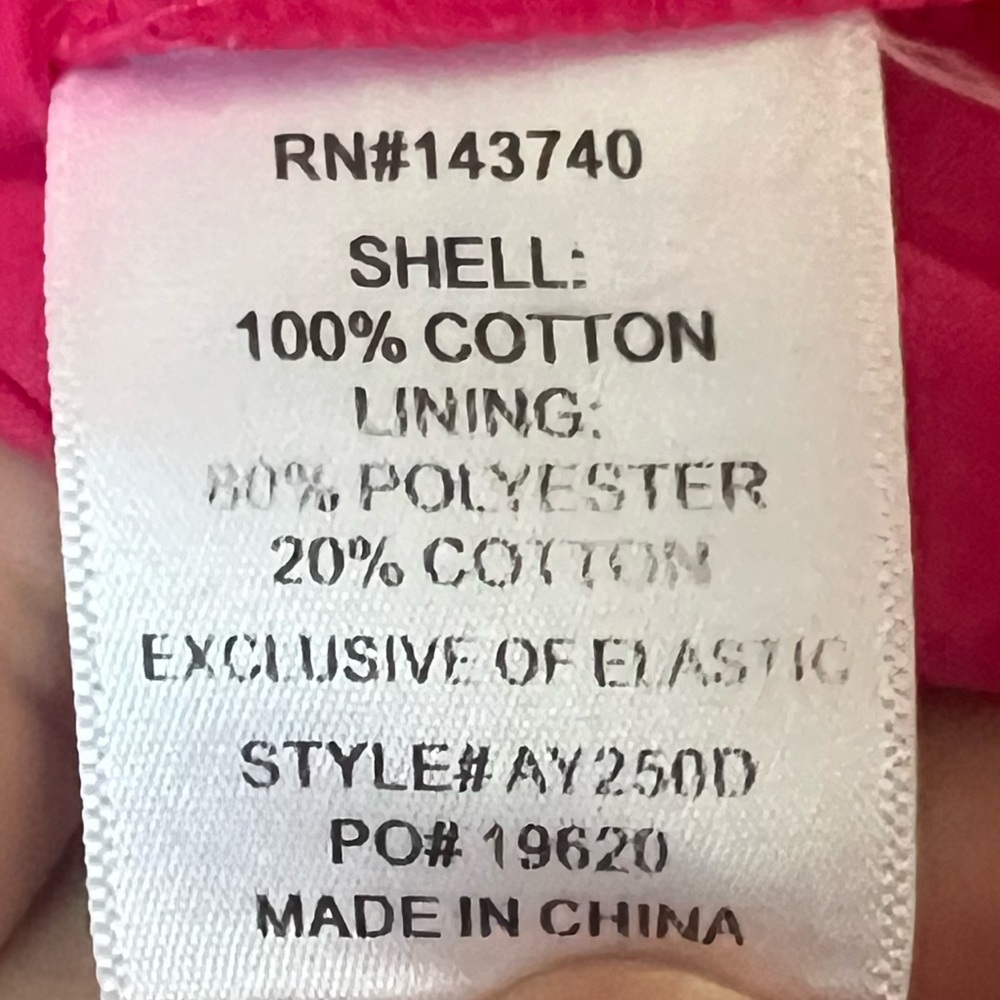 RN#143740
SHELL:
100% COTTON
LINING:
80% POLYESTER
20% COTTON
EXCLUSIVE OF ELASTIC
STYLE# AY250D
PO# 19620
MADE IN CHINA